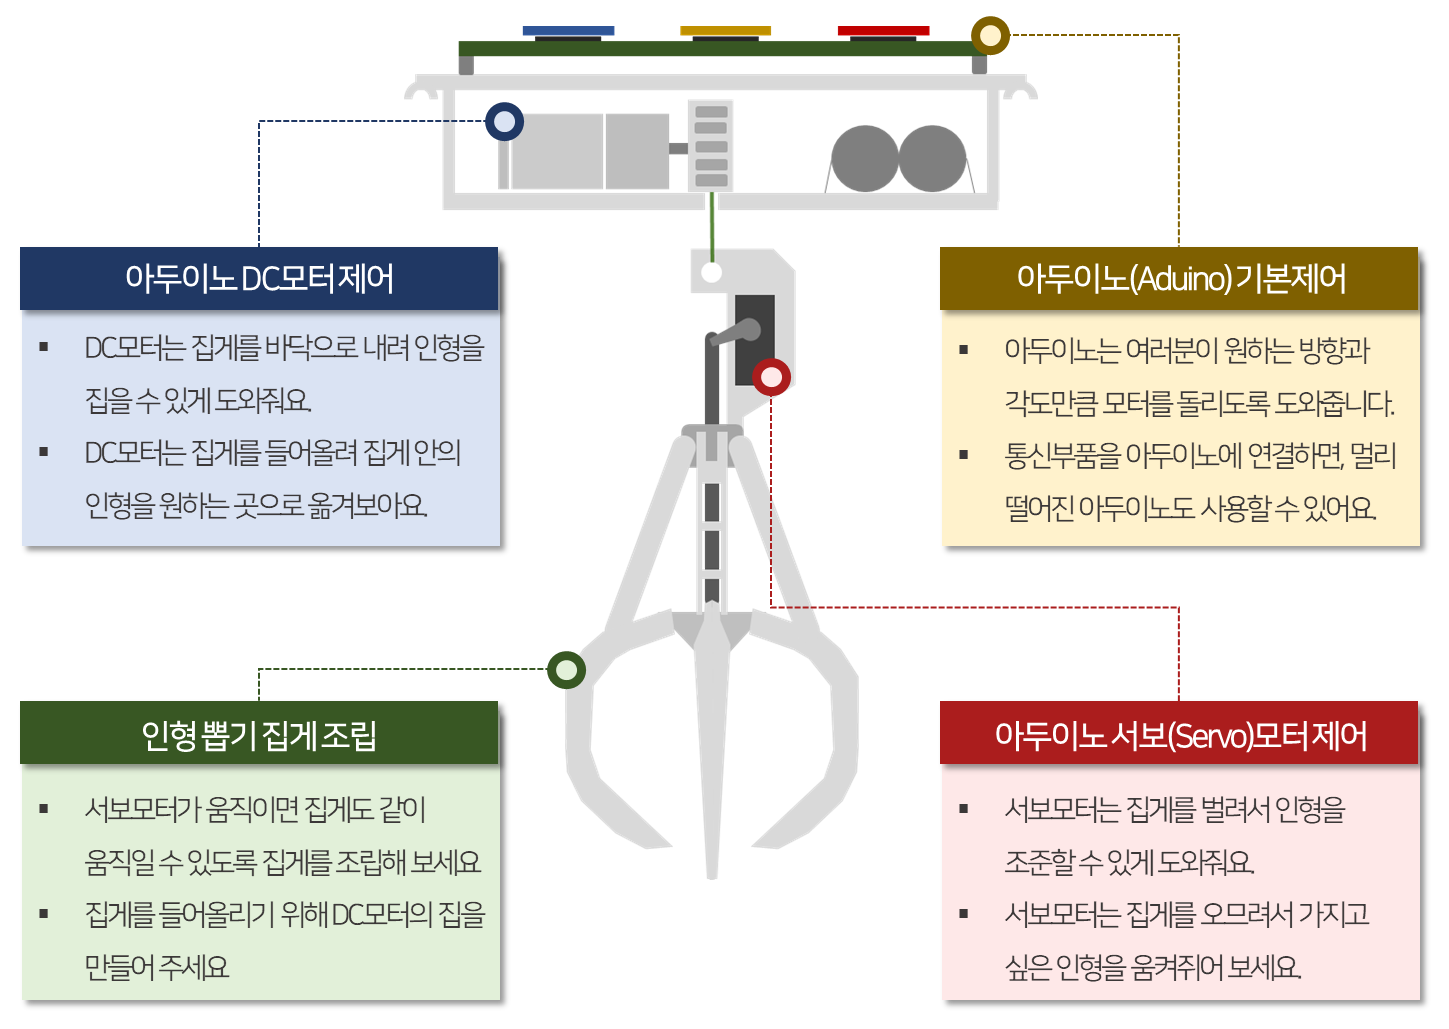 아두이노 DC모터 제어
▪ DC모터는 집게를 바닥으로 내려 인형을
집을 수 있게 도와줘요.
▪ DC모터는 집게를 들어올려 집게 안의
인형을 원하는 곳으로 옮겨보아요.
아두이노(Aduino) 기본제어
▪ 아두이노는 여러분이 원하는 방향과
각도만큼 모터를 돌리도록 도와줍니다.
▪ 통신부품을 아두이노에 연결하면, 멀리
떨어진 아두이노도 사용할 수 있어요.
인형 뽑기 집게 조립
▪ 서보모터가 움직이면 집게도 같이
움직일 수 있도록 집게를 조립해 보세요
▪ 집게를 들어올리기 위해 DC모터의 집을
만들어 주세요
아두이노 서보(Servo)모터 제어
▪ 서보모터는 집게를 벌려서 인형을
조준할 수 있게 도와줘요.
▪ 서보모터는 집게를 오므려서 가지고
싶은 인형을 움켜쥐어 보세요.